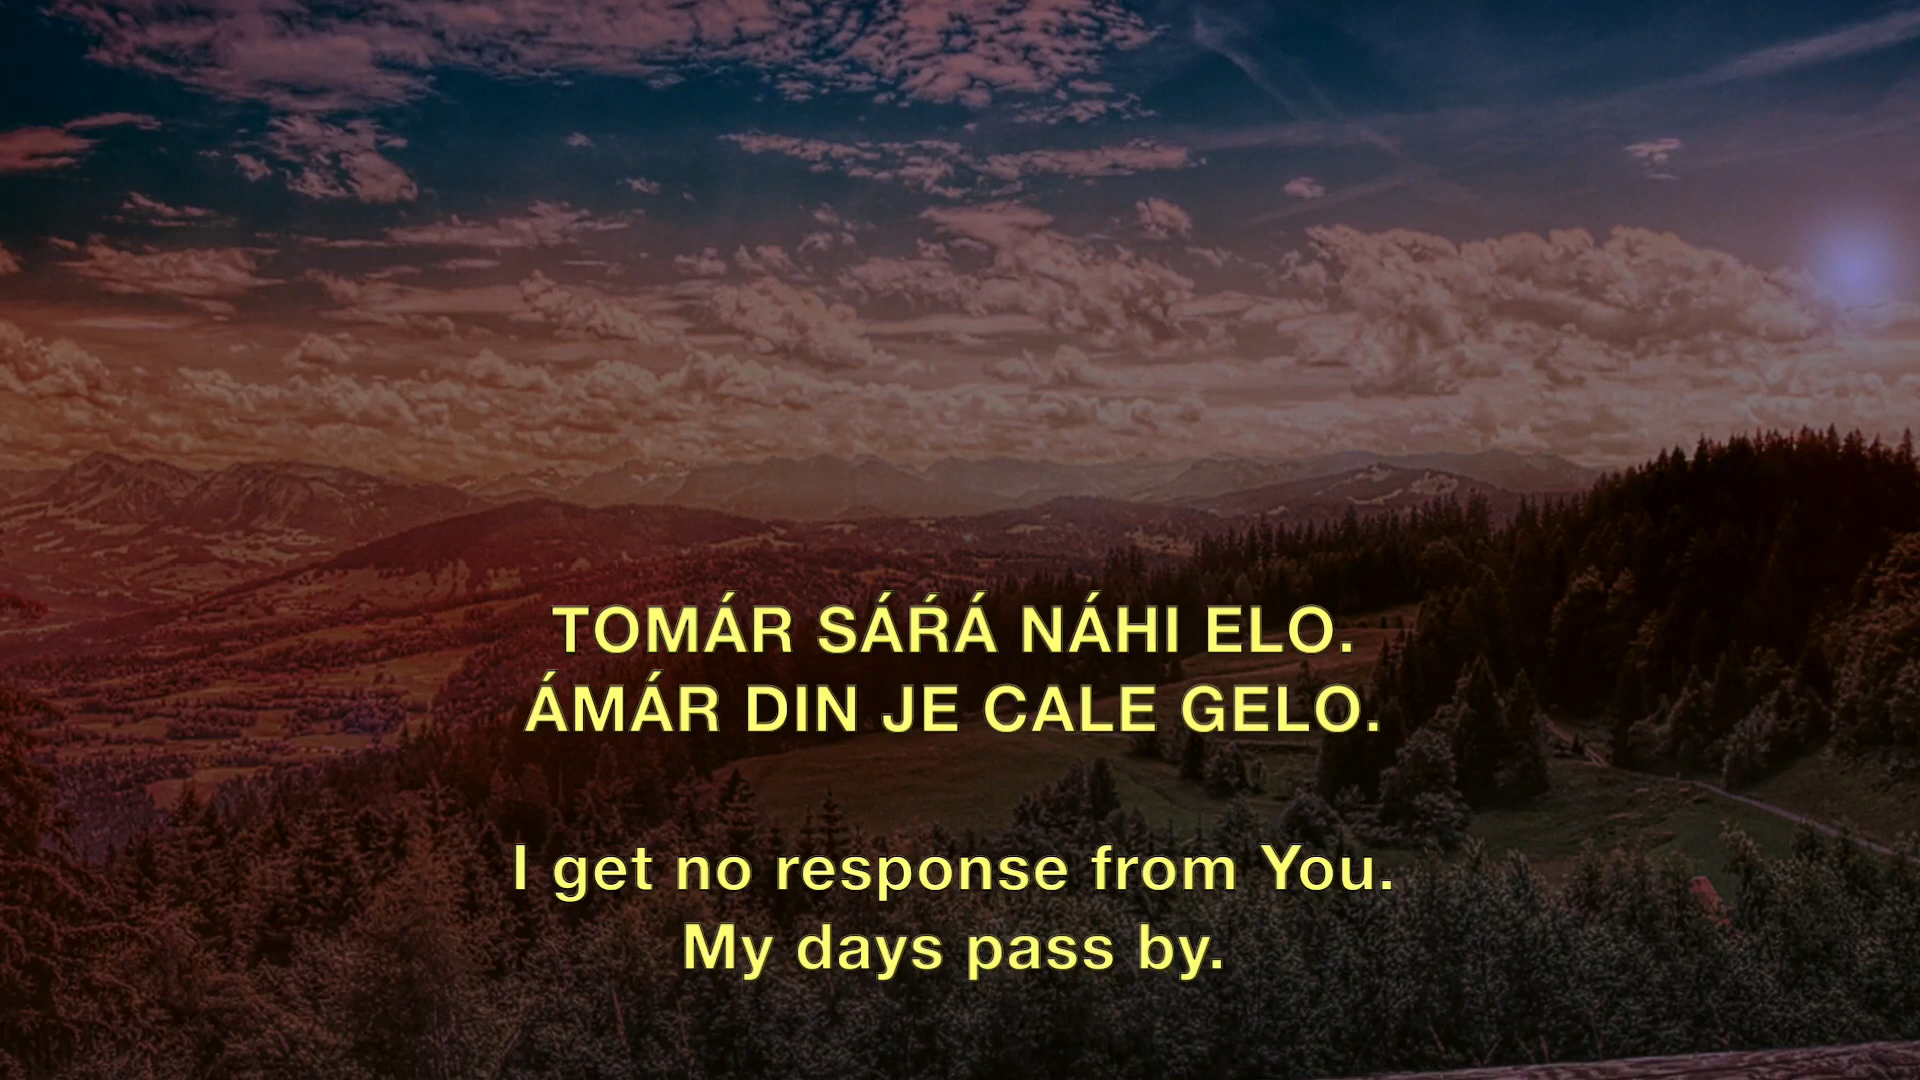 TOMÁR SÁŔÁ NÁHI ELO.
ÁMÁR DIN JE CALE GELO.
I get no response from You.
My days pass by.